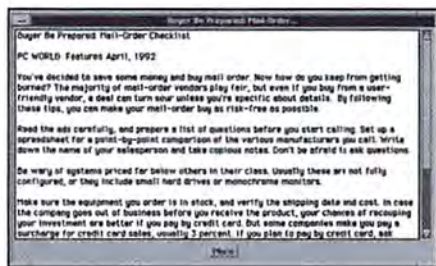 Buyer Be Prepared: Mail-Order...
Buyer Be Prepared: Mail-Order Checklist
PC WORLD Features April, 1992
You've decided to save some money and buy mail order. Now how do you keep from getting
burned? The majority of mail-order vendors play fair, but even if you buy from a user-
friendly vendor, a deal can turn sour unless you're specific about details. By following
these tips, you can make your mail-order buy as risk-free as possible.
Read the ads carefully, and prepare a list of questions before you start calling. Set up a
spreadsheet for a point-by-point comparison of the various manufacturers you call. Write
down the name of your salesperson and take copious notes. Don't be afraid to ask questions.
Be wary of systems priced far below others in their class. Usually these are not fully
configured, or they include small hard drives or monochrome monitors.
Make sure the equipment you order is in stock, and verify the shipping date and cost. In case
the company goes out of business before you receive the product, your chances of recouping
your investment are better if you pay by credit card. But some companies make you pay a
surcharge for credit card sales, usually 3 percent. If you plan to pay by credit card, ask
More